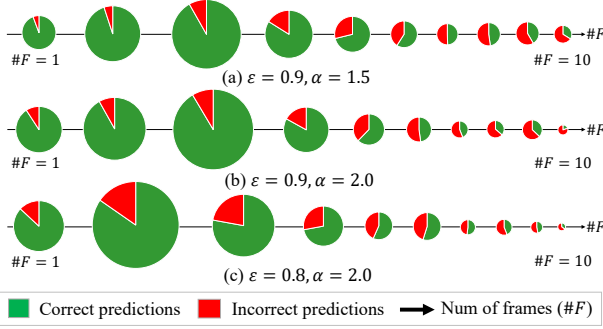 #F
#F = 1 #F = 10
(a) ε = 0.9, α = 1.5
#F
#F = 1 #F = 10
(b) ε = 0.9, α = 2.0
#F
#F = 1 #F = 10
(c) ε = 0.8, α = 2.0
Correct predictions Incorrect predictions Num of frames (#F)